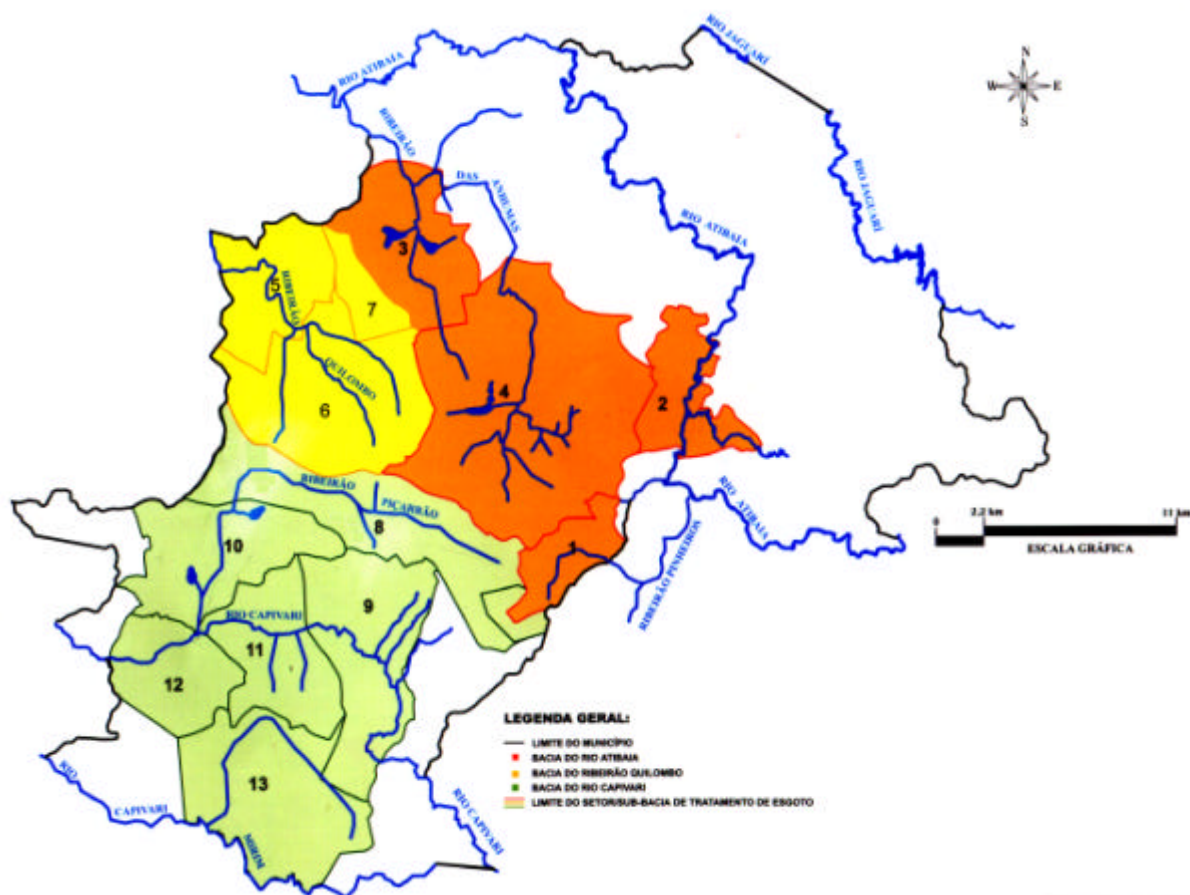 RIO JAGUARÍ
RIO ATIBAIA
N
W E
S
RIBEIRÃO
DAS
ANHUMAS
RIO JAGUARÍ
RIO ATIBAIA
3
5
RIBEIRÃO
7
QUILOMBO
6
4
2
RIBEIRÃO
PIÇARRÃO
8
RIO ATIBAIA
0 2.2 km 11 km
ESCALA GRÁFICA
10
1
RIBEIRÃO PINHEIROS
9
RIO CAPIVARI
11
12
LEGENDA GERAL:
LIMITE DO MUNICÍPIO
BACIA DO RIO ATIBAIA
BACIA DO RIBEIRÃO QUILOMBO
BACIA DO RIO CAPIVARI
LIMITE DO SETOR/SUB-BACIA DE TRATAMENTO DE ESGOTO
13
RIO
CAPIVARI
MIRIM
RIO CAPIVARI